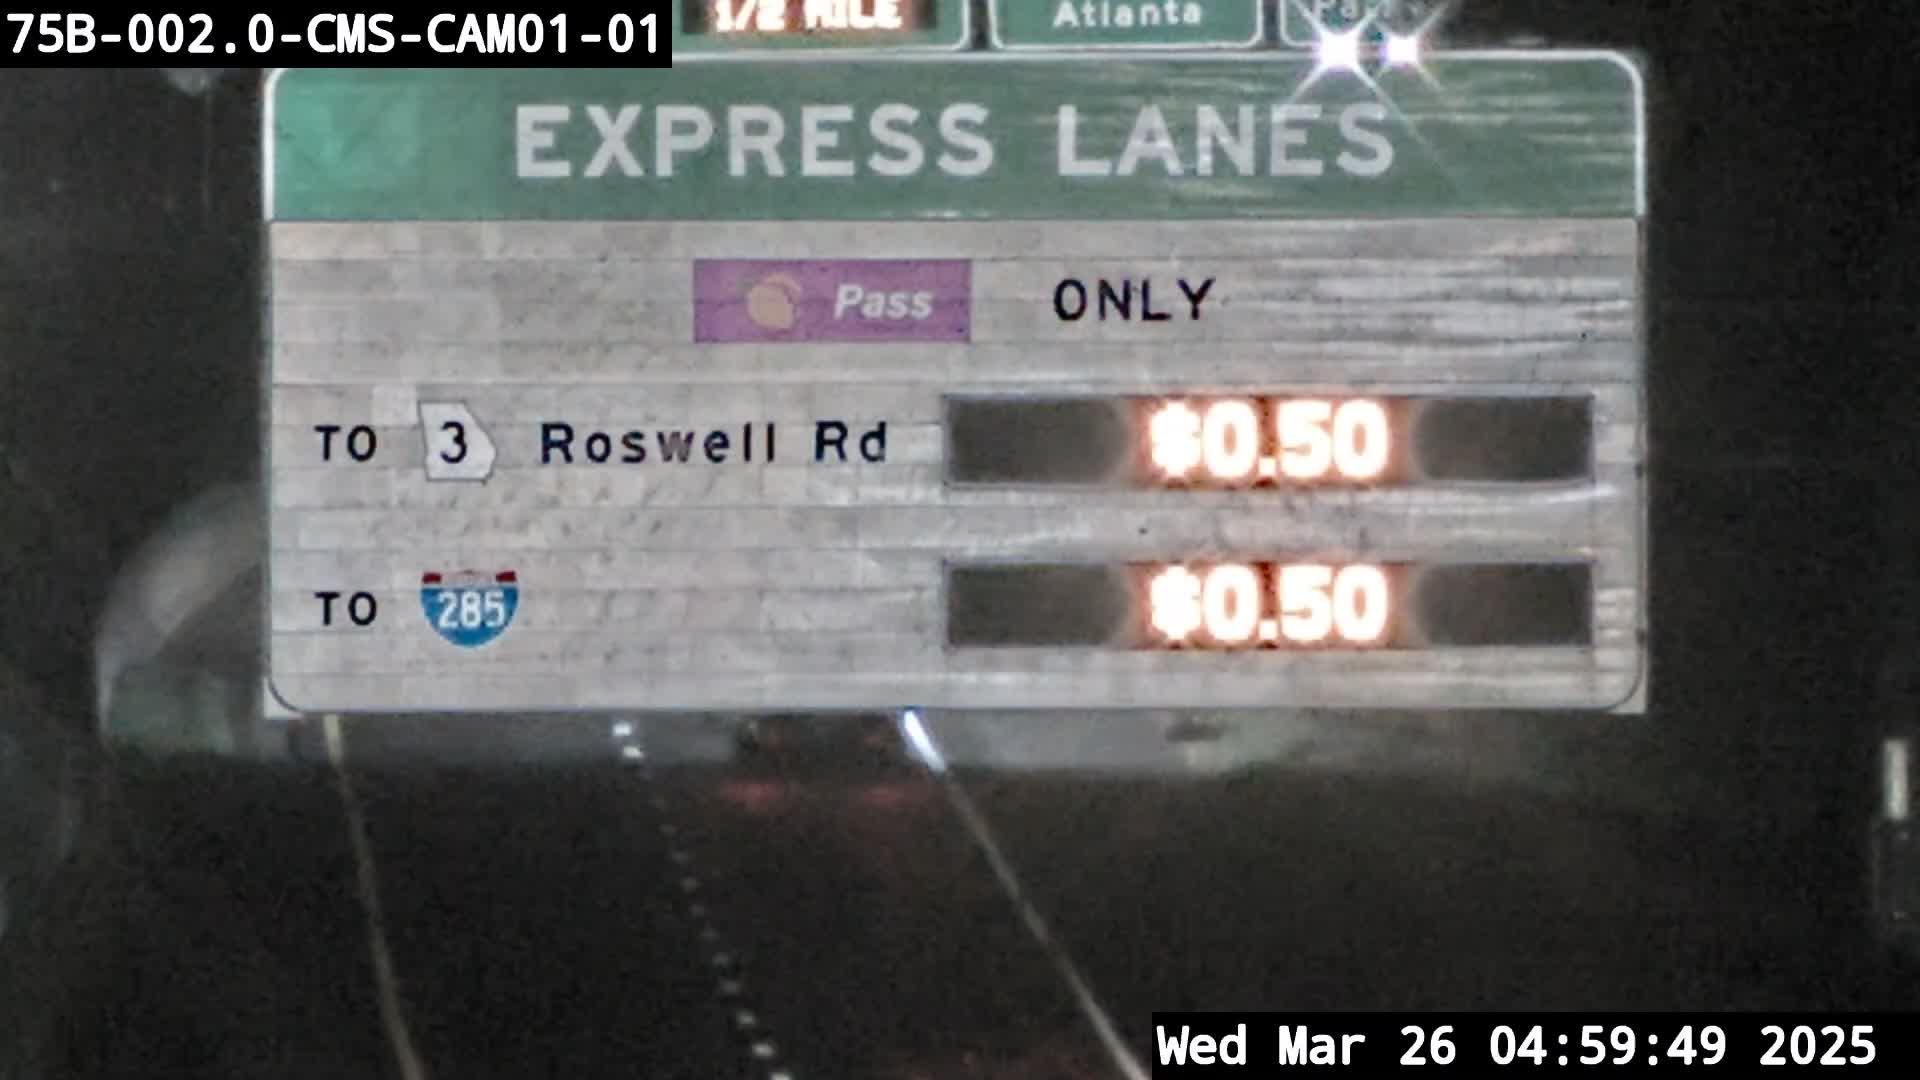 75B-002.0-CMS-CAM01-01
1/2 MILE
Atlanta
EXPRESS LANES
Pass ONLY
TO 3 Roswell Rd $0.50
TO 285 $0.50
Wed Mar 26 04:59:49 2025